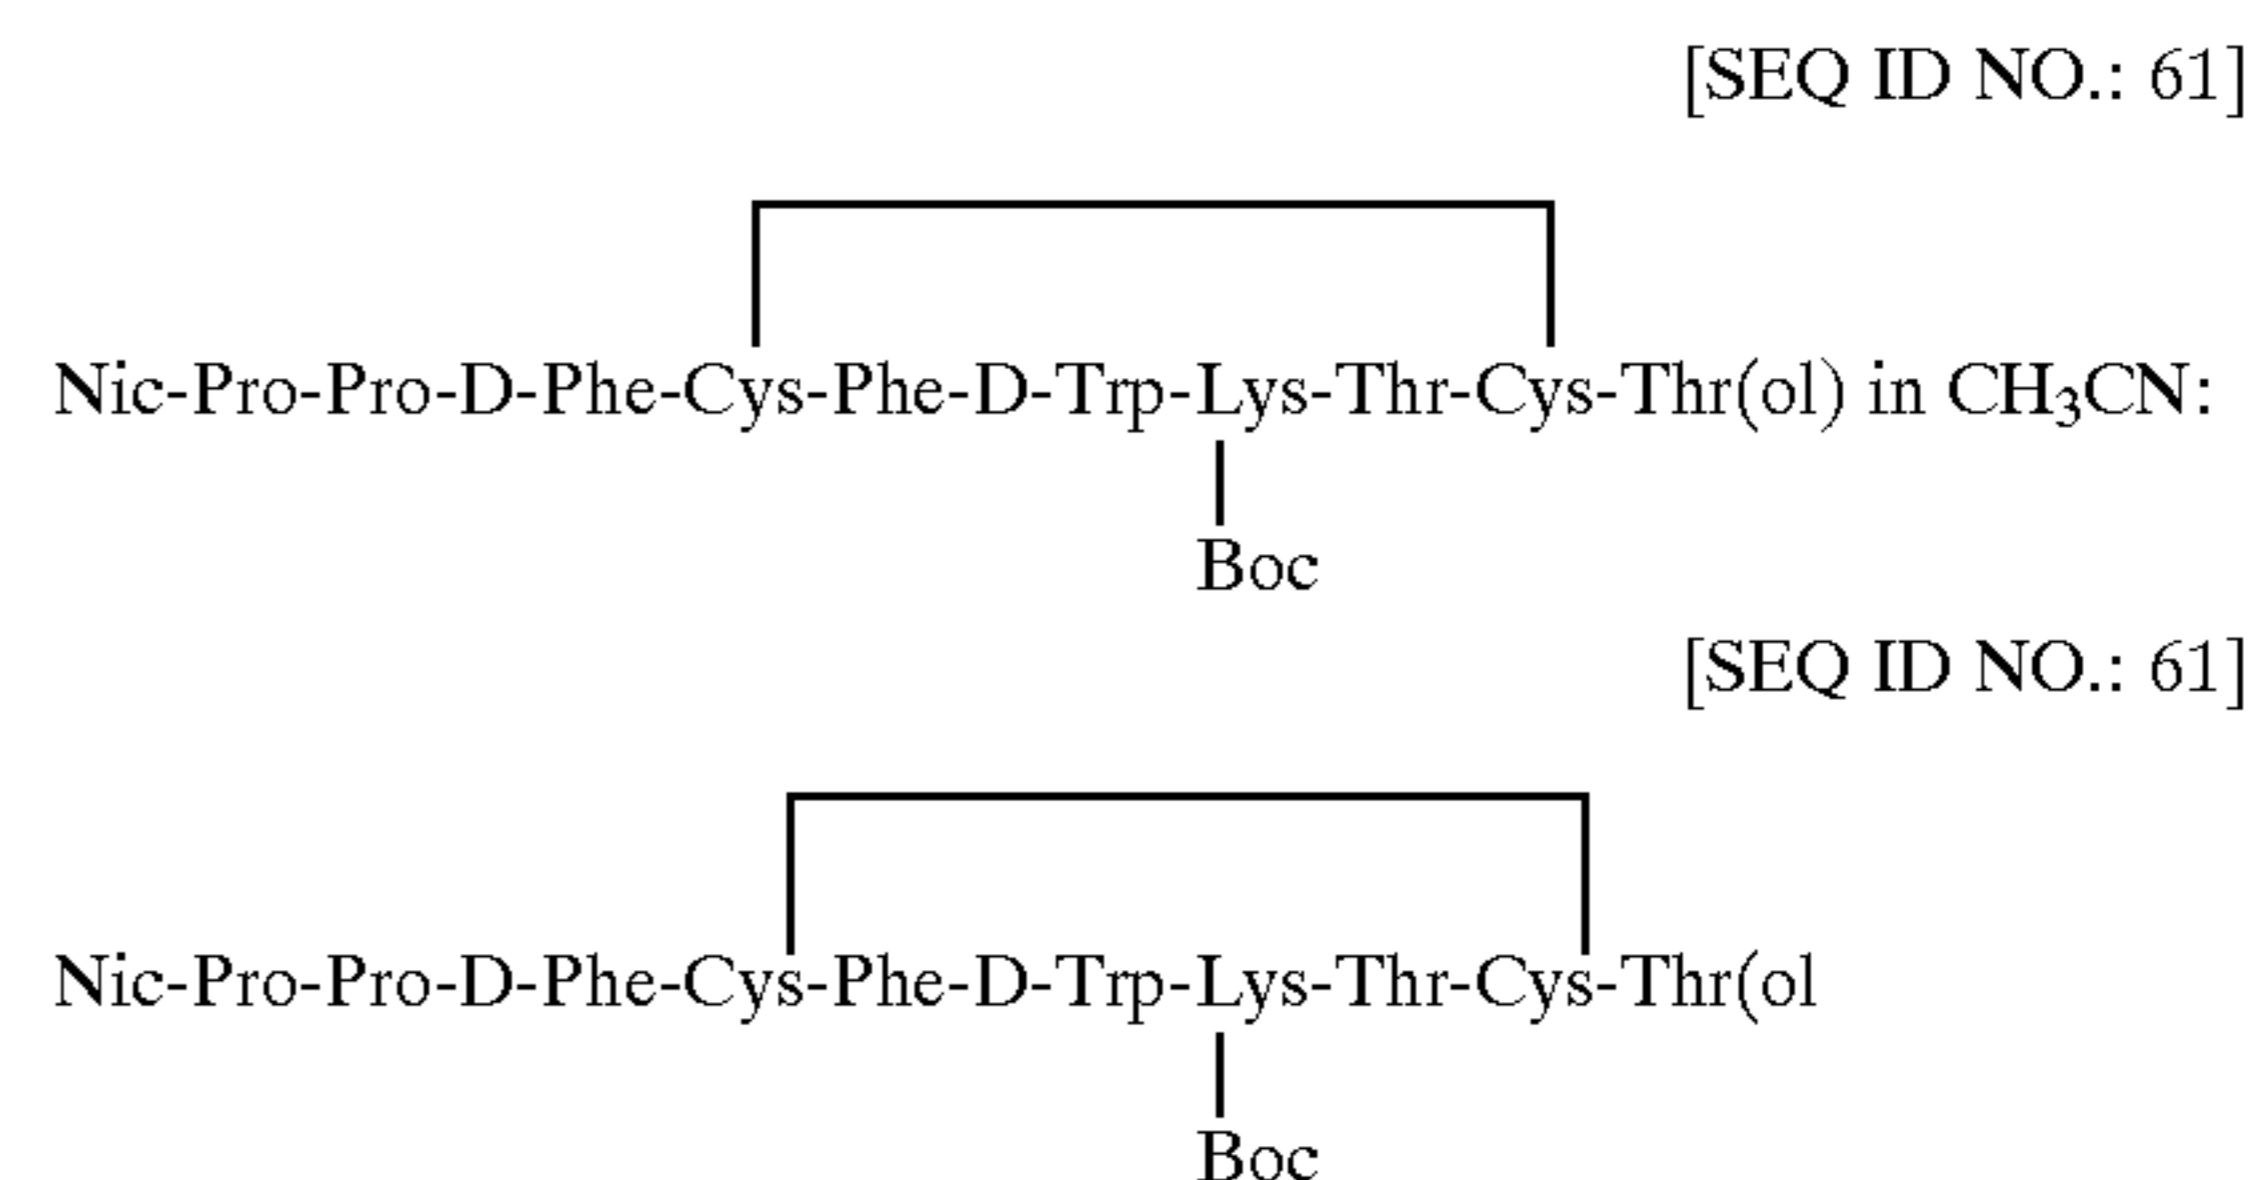 [SEQ ID NO.: 61]
Nic-Pro-Pro-D-Phe-Cys-Phe-D-Trp-Lys-Thr-Cys-Thr(ol) in CH₃CN:
Boc
[SEQ ID NO.: 61]
Nic-Pro-Pro-D-Phe-Cys-Phe-D-Trp-Lys-Thr-Cys-Thr(ol
Boc